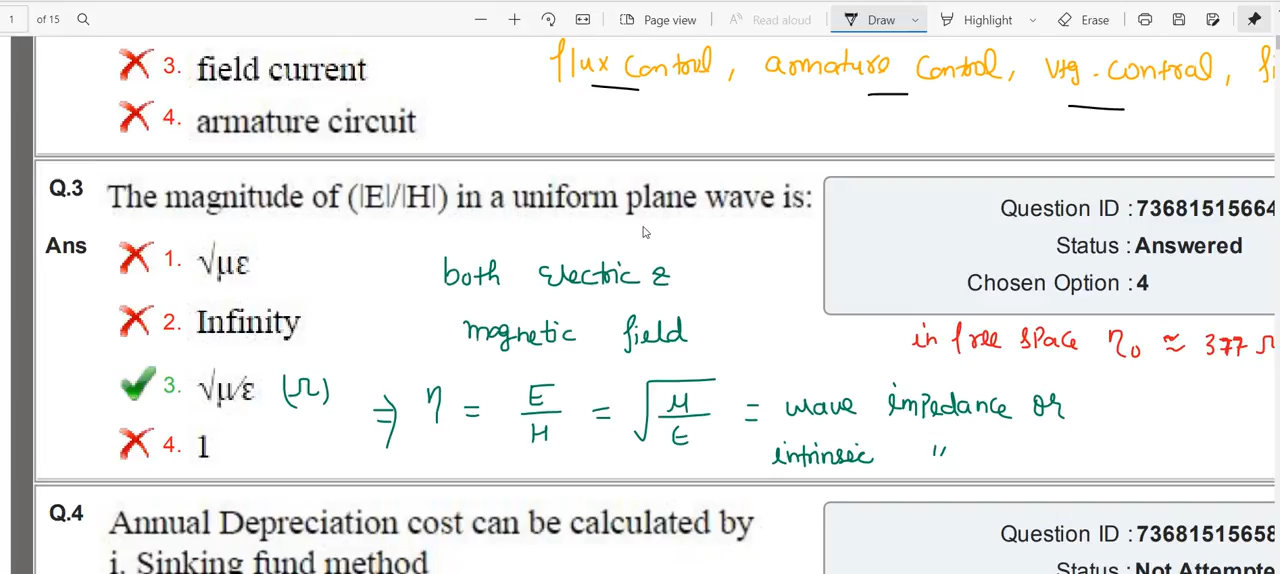 1 of 15 Page view Read aloud Draw Highlight Erase
3. field current
flux control, armature control, vtg. control,
4. armature circuit
Q.3 The magnitude of (|E|/|H|) in a uniform plane wave is:
Question ID : 73681515664
Status : Answered
Chosen Option : 4
Ans
1. √με
both electric &
2. Infinity
magnetic field
in free space η₀ ≈ 377 Ω
3. √μ/ε (Ω)
⇒ η = E/H = √μ/ε = wave impedance or
intrinsic "
4. 1
Q.4 Annual Depreciation cost can be calculated by
i. Sinking fund method
Question ID : 73681515658
Status : Not Attempte